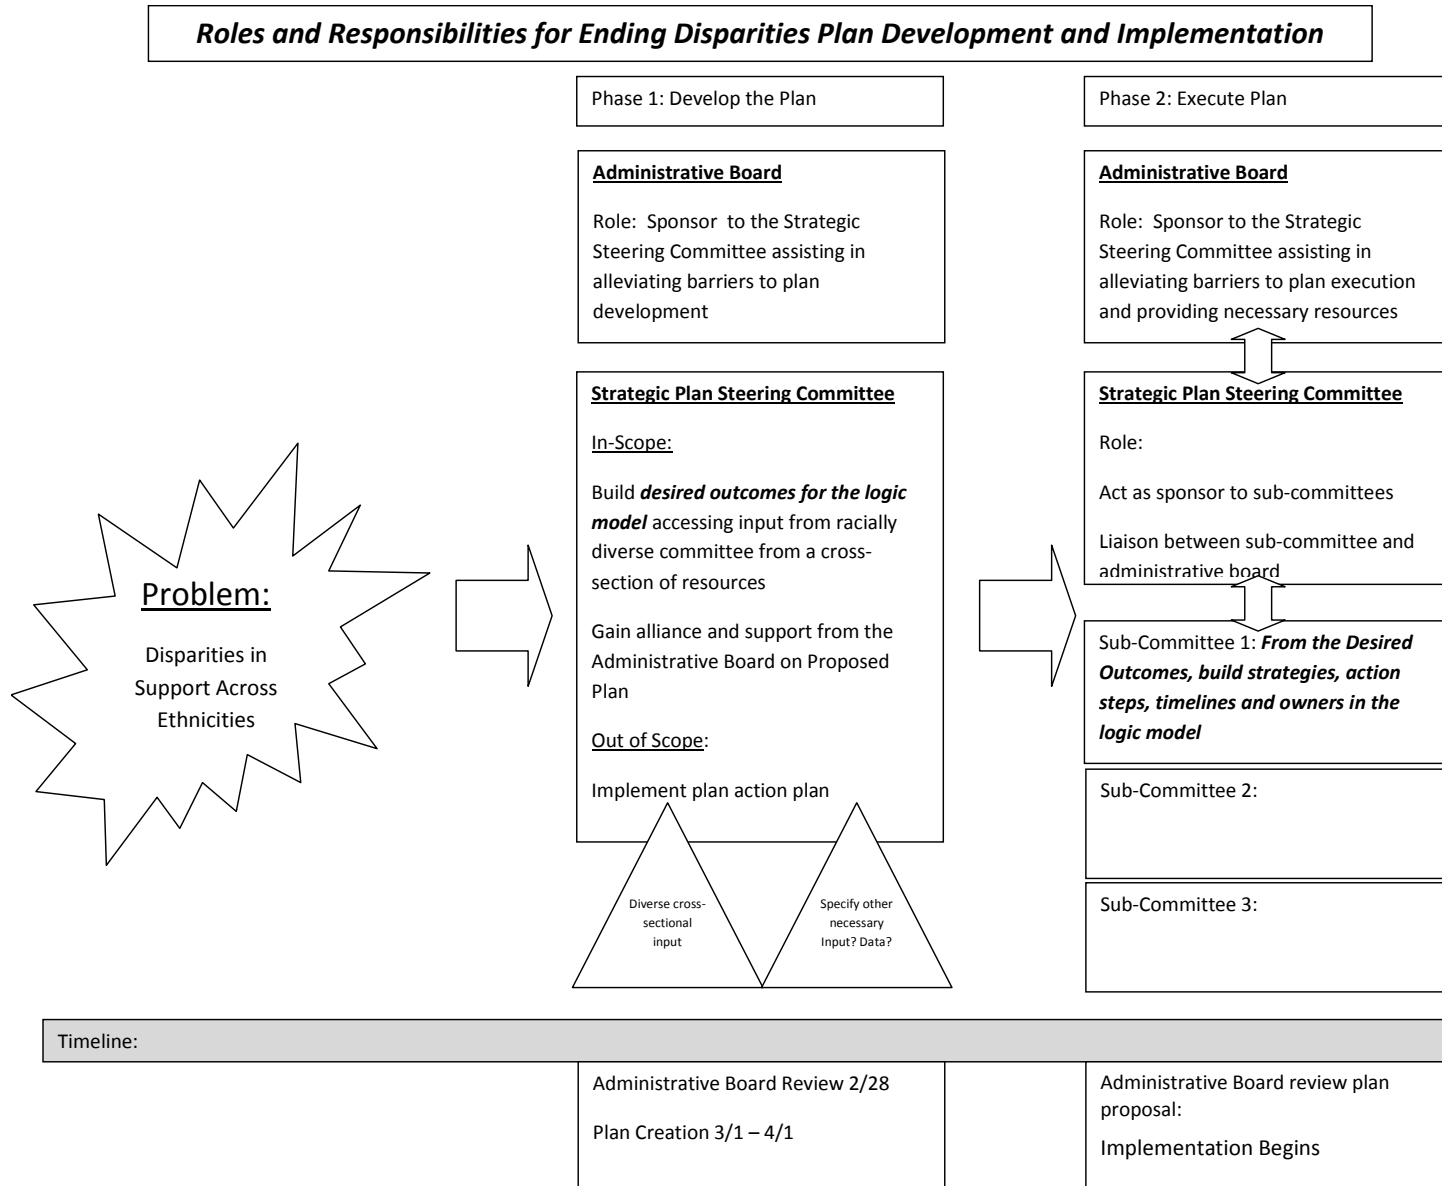 Roles and Responsibilities for Ending Disparities Plan Development and Implementation
Phase 1: Develop the Plan
Phase 2: Execute Plan
Administrative Board
Role:  Sponsor  to the Strategic
Steering Committee assisting in
alleviating barriers to plan
development
Administrative Board
Role:  Sponsor to the Strategic
Steering Committee assisting in
alleviating barriers to plan execution
and providing necessary resources
Problem:
Disparities in
Support Across
Ethnicities
Strategic Plan Steering Committee
In-Scope:
Build desired outcomes for the logic
model accessing input from racially
diverse committee from a cross-
section of resources
Gain alliance and support from the
Administrative Board on Proposed
Plan
Out of Scope:
Implement plan action plan
Diverse cross-
sectional
input
Specify other
necessary
Input? Data?
Strategic Plan Steering Committee
Role:
Act as sponsor to sub-committees
Liaison between sub-committee and
administrative board
Sub-Committee 1: From the Desired
Outcomes, build strategies, action
steps, timelines and owners in the
logic model
Sub-Committee 2:
Sub-Committee 3:
Timeline:
Administrative Board Review 2/28
Plan Creation 3/1 – 4/1
Administrative Board review plan
proposal:
Implementation Begins